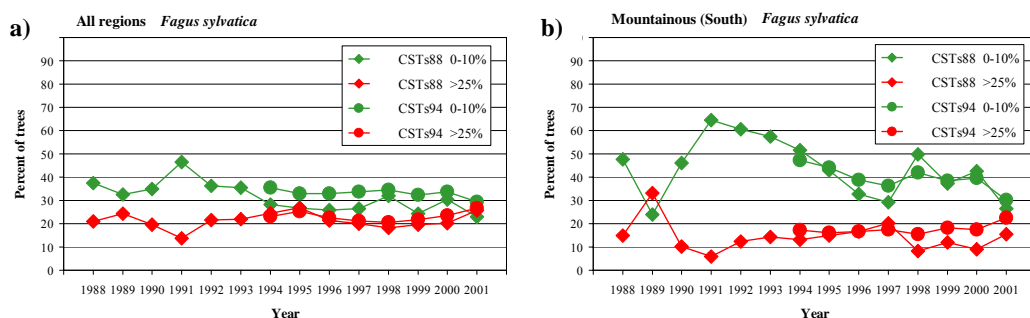 a)
All regions Fagus sylvatica
Percent of trees
90
80
70
60
50
40
30
20
10
0
CSTs88 0-10%
CSTs88 >25%
CSTs94 0-10%
CSTs94 >25%
1988 1989 1990 1991 1992 1993 1994 1995 1996 1997 1998 1999 2000 2001
Year
b)
Mountainous (South) Fagus sylvatica
Percent of trees
90
80
70
60
50
40
30
20
10
0
CSTs88 0-10%
CSTs88 >25%
CSTs94 0-10%
CSTs94 >25%
1988 1989 1990 1991 1992 1993 1994 1995 1996 1997 1998 1999 2000 2001
Year